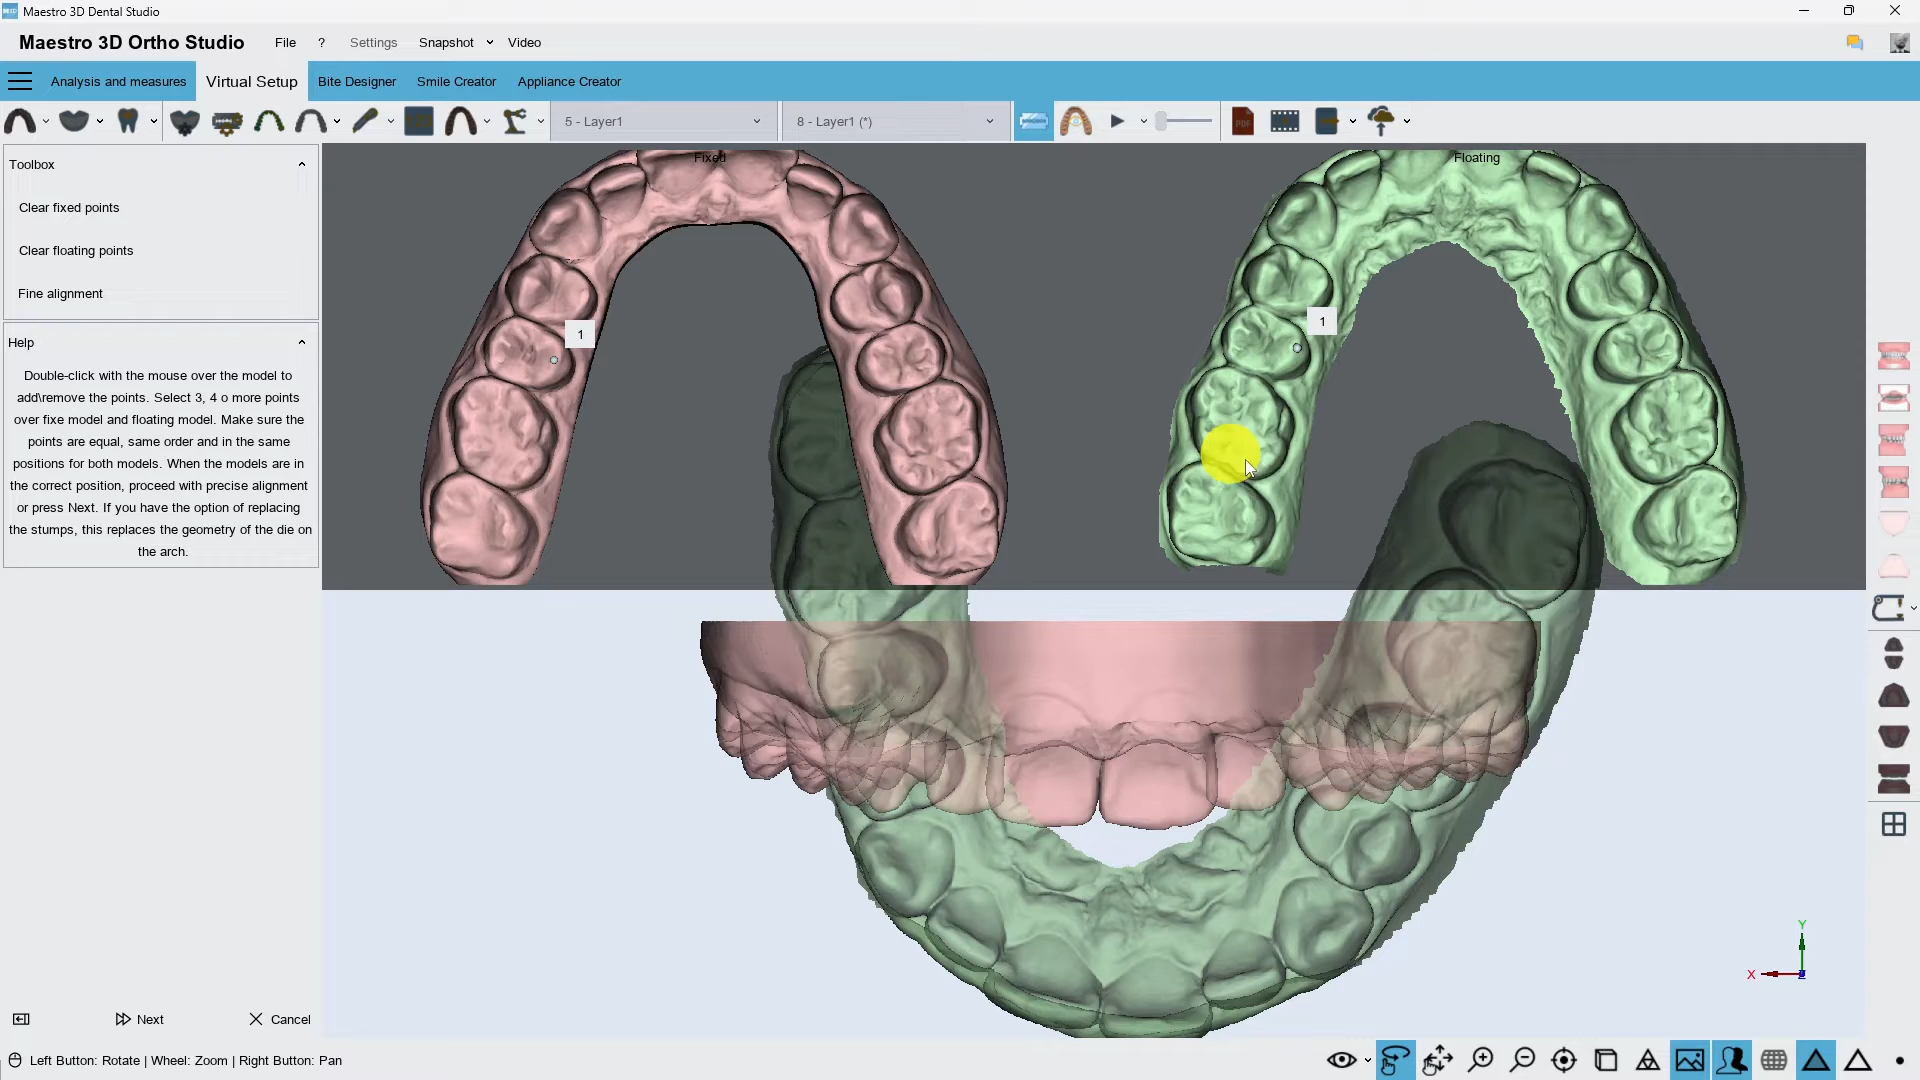 Maestro 3D Dental Studio
Maestro 3D Ortho Studio
File
?
Settings
Snapshot
Video
Analysis and measures
Virtual Setup
Bite Designer
Smile Creator
Appliance Creator
5 - Layer1
8 - Layer1 (*)
PDF
Toolbox
Clear fixed points
Clear floating points
Fine alignment
Help
Double-click with the mouse over the model to
add\remove the points. Select 3, 4 o more points
over fixe model and floating model. Make sure the
points are equal, same order and in the same
positions for both models. When the models are in
the correct position, proceed with precise alignment
or press Next. If you have the option of replacing
the stumps, this replaces the geometry of the die on
the arch.
Fixed
Floating
1
1
Y
X
Z
Next
Cancel
Left Button: Rotate | Wheel: Zoom | Right Button: Pan